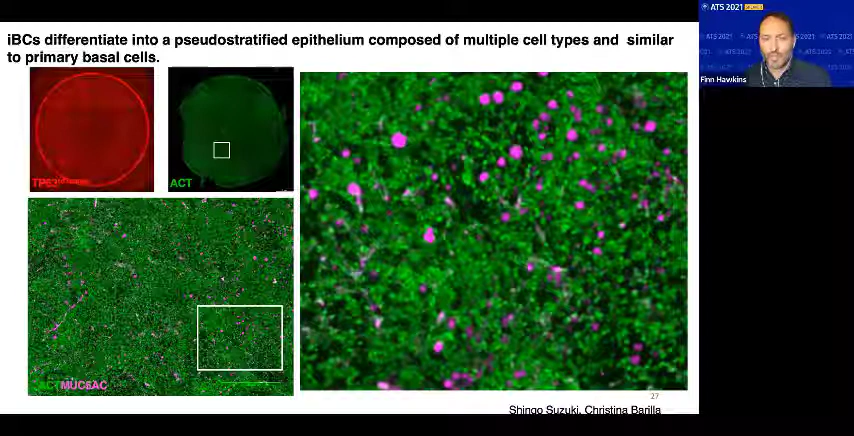 iBCs differentiate into a pseudostratified epithelium composed of multiple cell types and similar
to primary basal cells.
ACT
ACT MUC5AC
27
Shingo Suzuki, Christina Barilla
ATS 2021
Finn Hawkins